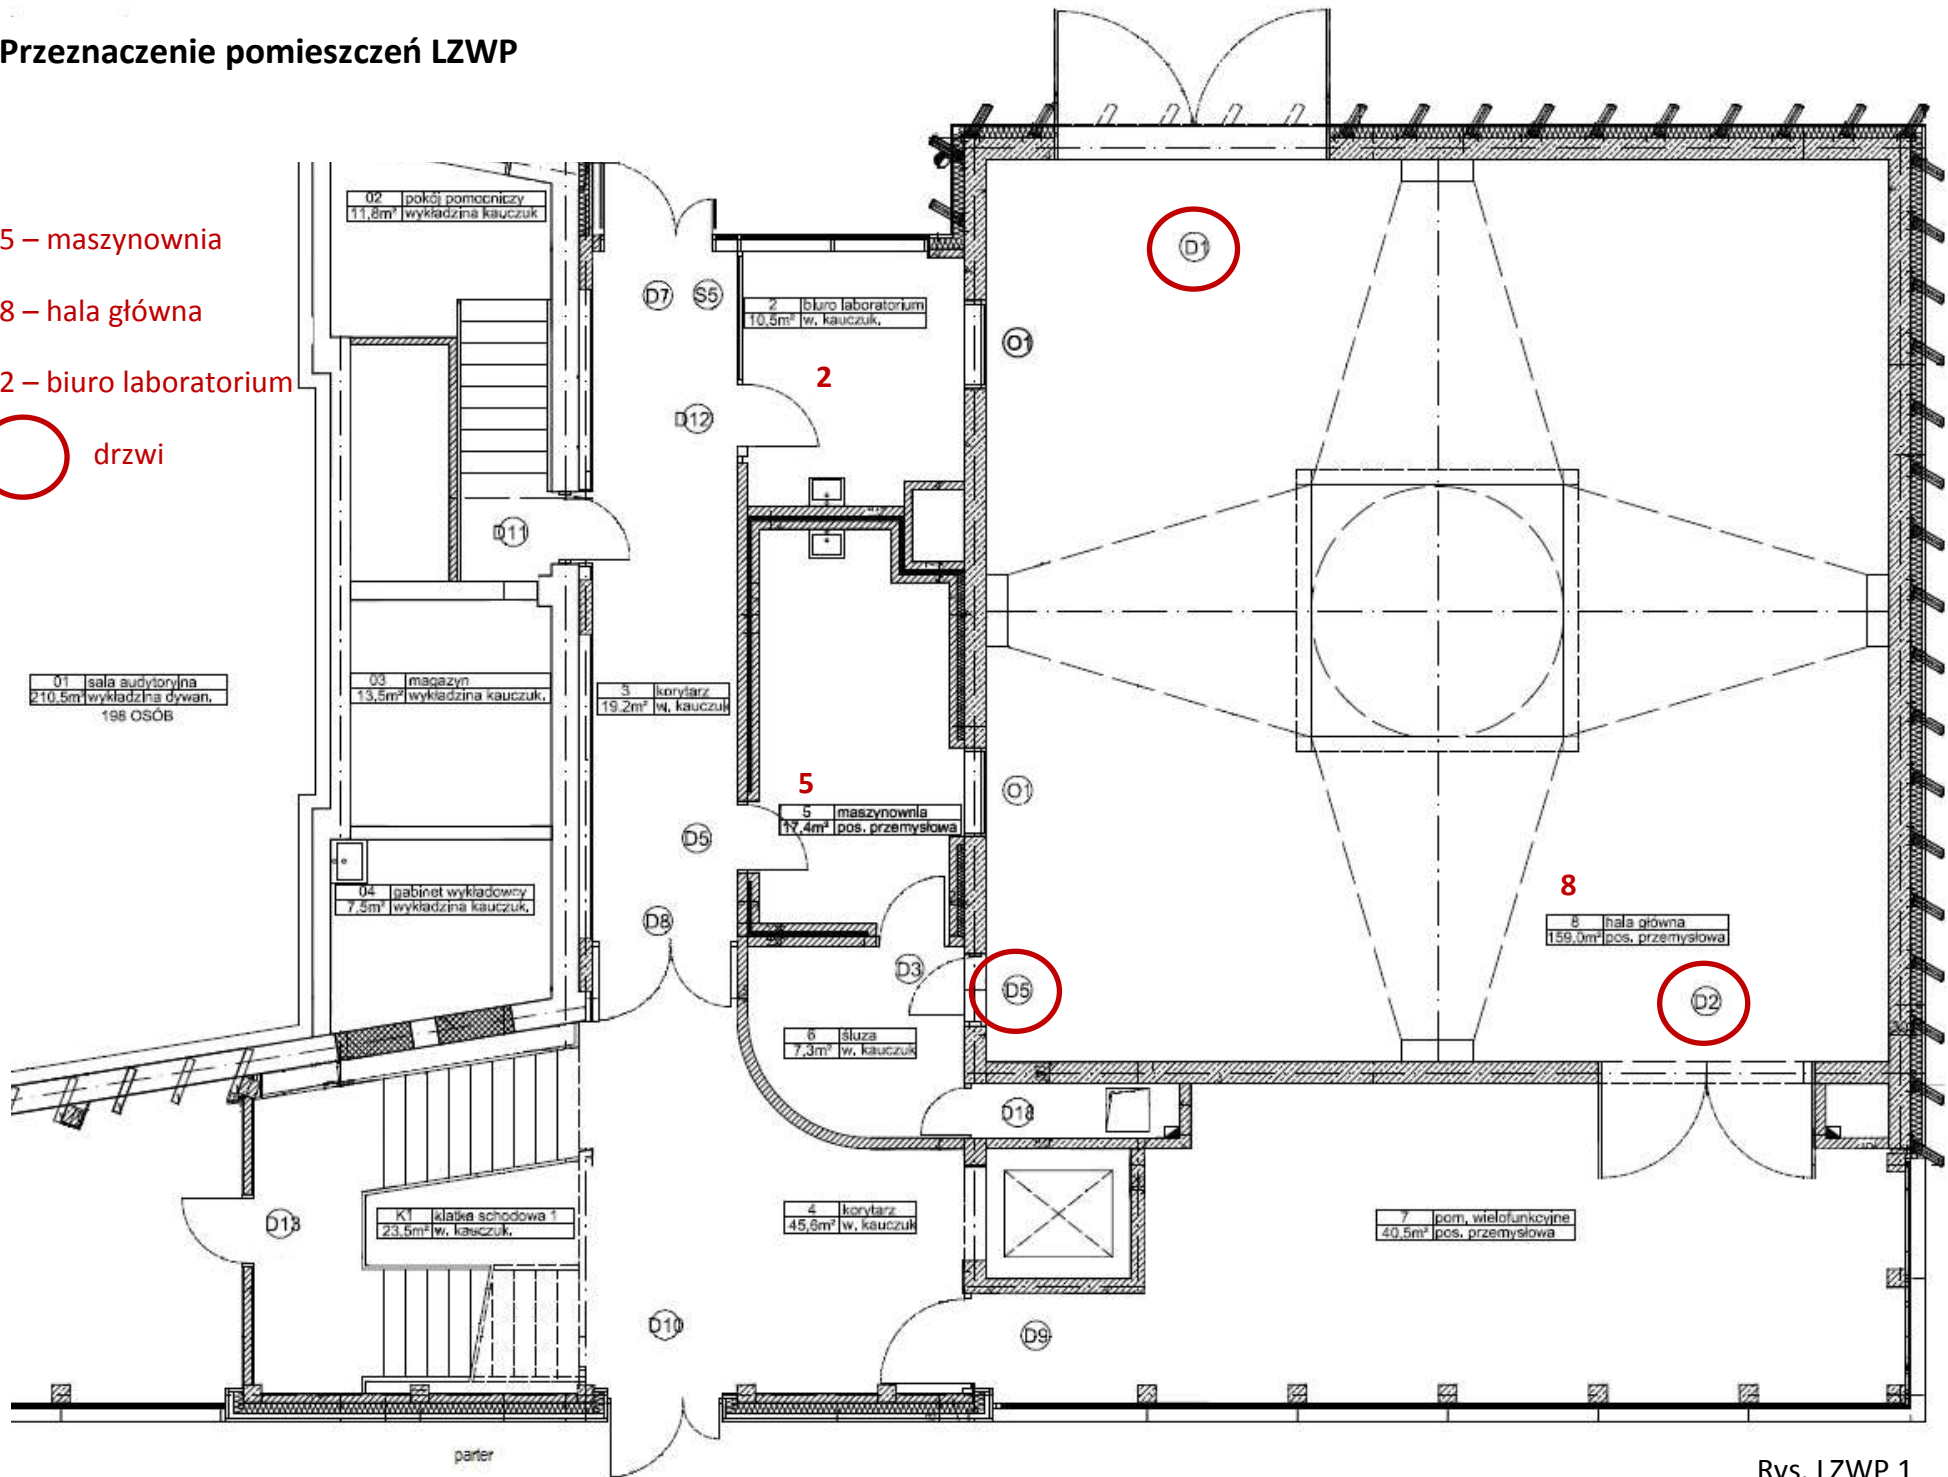 Przeznaczenie pomieszczeń LZWP
5 – maszynownia
8 – hala główna
2 – biuro laboratorium
drzwi
02 pokój pomocniczy
11,8m² wykładzina kauczuk
D7
S5
2 biuro laboratorium
10,5m² w. kauczuk.
2
D1
O1
D12
D11
01 sala audytoryjna
210,5m² wykładzina dywan.
198 OSÓB
03 magazyn
13,5m² wykładzina kauczuk.
3 korytarz
19.2m² w. kauczuk
5
5 maszynownia
17,4m² pos. przemysłowa
O1
D5
04 gabinet wykładowcy
7,5m² wykładzina kauczuk.
D8
8
8 hala główna
159,0m² pos. przemysłowa
D3
D5
D2
6 śluza
7,3m² w. kauczuk
D18
K1 klatka schodowa 1
23,5m² w. kauczuk.
D13
4 korytarz
45,6m² w. kauczuk
7 pom. wielofunkcyjne
40,5m² pos. przemysłowa
D10
D9
parter
Rys. LZWP 1